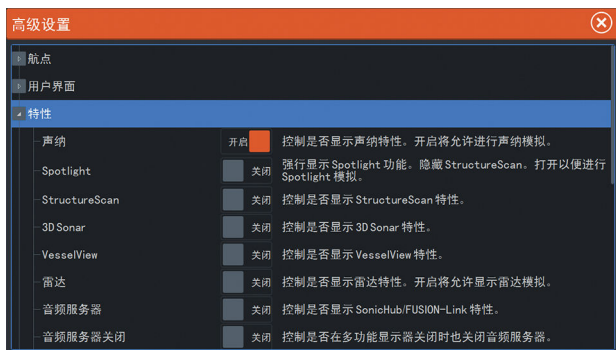 高级设置
航点
用户界面
特性
声纳 开启 控制是否显示声纳特性。开启将允许进行声纳模拟。
Spotlight 关闭 强行显示 Spotlight 功能。隐藏 StructureScan。打开以便进行
Spotlight 模拟。
StructureScan 关闭 控制是否显示 StructureScan 特性。
3D Sonar 关闭 控制是否显示 3D Sonar 特性。
VesselView 关闭 控制是否显示 VesselView 特性。
雷达 关闭 控制是否显示雷达特性。开启将允许显示雷达模拟。
音频服务器 关闭 控制是否显示 SonicHub/FUSION-Link 特性。
音频服务器关闭 关闭 控制是否在多功能显示器关闭时也关闭音频服务器。